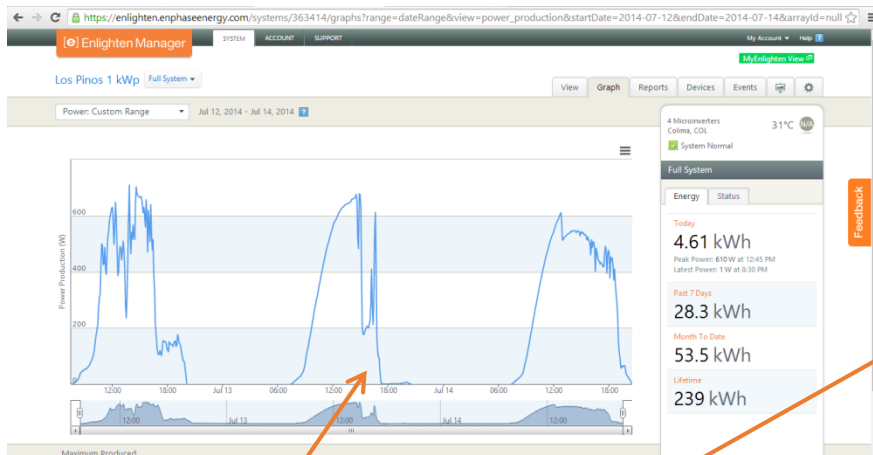 https://enlighten.enphaseenergy.com/systems/363414/graphs?range=dateRange&view=power_production&startDate=2014-07-12&endDate=2014-07-14&arrayId=null
[e] Enlighten Manager SYSTEM ACCOUNT SUPPORT My Account Help ?
MyEnlighten View
Los Pinos 1 kWp Full System
View Graph Reports Devices Events
Power: Custom Range Jul 12, 2014 - Jul 14, 2014 ?
4 Microinverters
Colima, COL
31°C N/A
System Normal
Full System
Energy Status
Today
4.61 kWh
Peak Power: 610 W at 12:45 PM
Latest Power: 1 W at 8:30 PM
Past 7 Days
28.3 kWh
Month To Date
53.5 kWh
Lifetime
239 kWh
Feedback
Power Production (W)
600
400
200
0
12:00 18:00 Jul 13 06:00 12:00 18:00 Jul 14 06:00 12:00 18:00
12:00 Jul 13 12:00 Jul 14 12:00
Maximum Produced